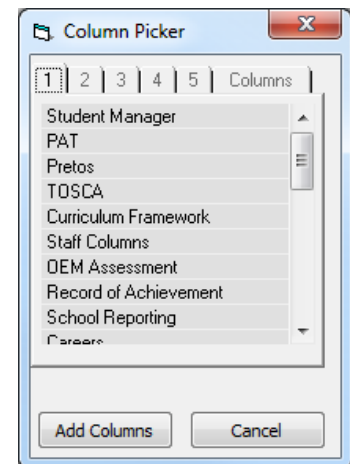 Column Picker
1 2 3 4 5 Columns
Student Manager
PAT
Pretos
TOSCA
Curriculum Framework
Staff Columns
OEM Assessment
Record of Achievement
School Reporting
Careers
Add Columns Cancel